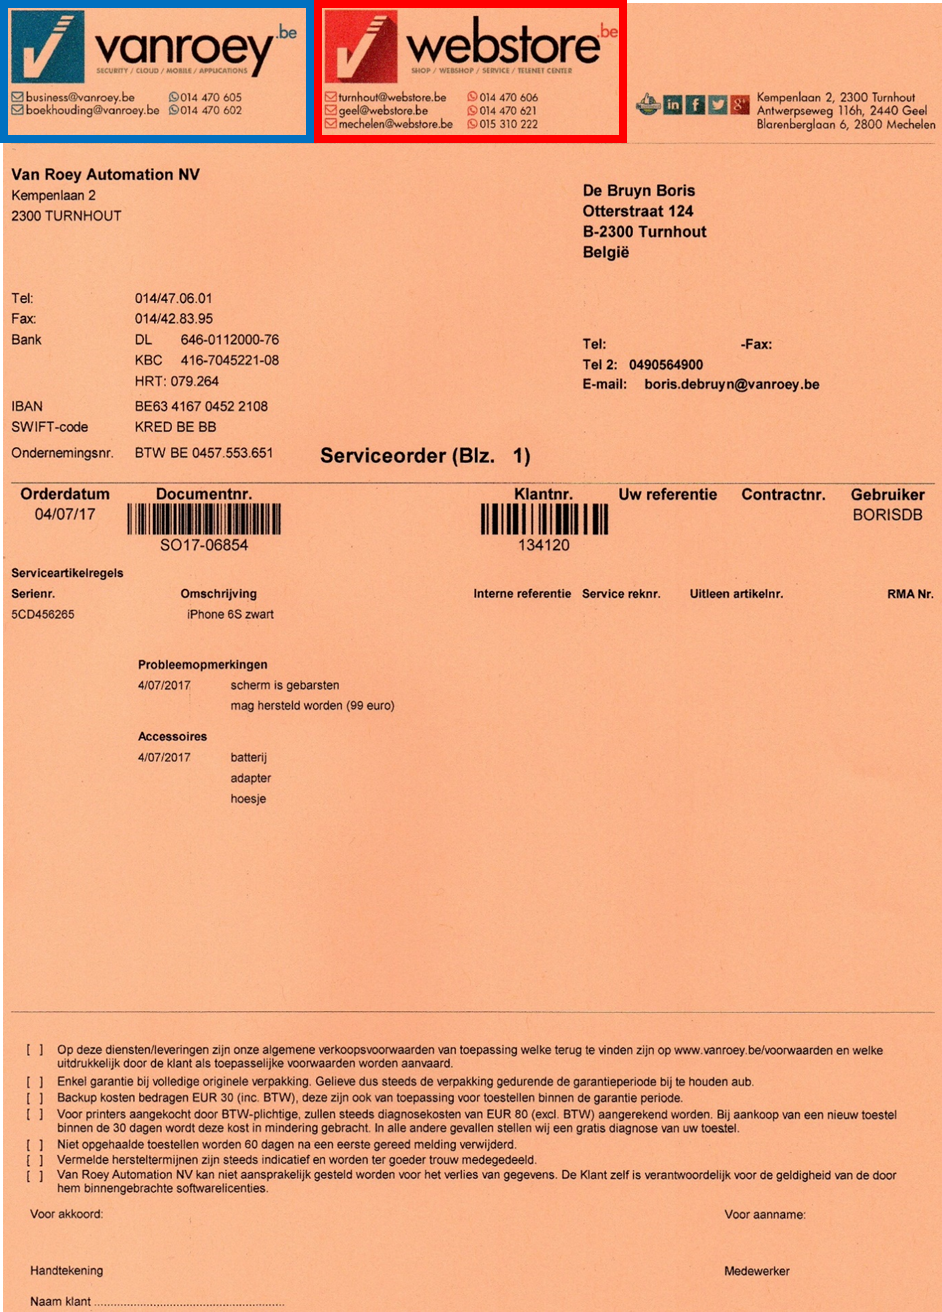 vanroey.be
SECURITY / CLOUD / MOBILE / APPLICATIONS
business@vanroey.be 014 470 605
boekhouding@vanroey.be 014 470 602
webstore.be
SHOP / WEBSHOP / SERVICE / TELENET CENTER
turnhout@webstore.be 014 470 606
geel@webstore.be 014 470 621
mechelen@webstore.be 015 310 222
in f g+
Kempenlaan 2, 2300 Turnhout
Antwerpseweg 116h, 2440 Geel
Blarenberglaan 6, 2800 Mechelen
Van Roey Automation NV
Kempenlaan 2
2300 TURNHOUT
De Bruyn Boris
Otterstraat 124
B-2300 Turnhout
België
Tel: 014/47.06.01
Fax: 014/42.83.95
Bank DL 646-0112000-76
KBC 416-7045221-08
HRT: 079.264
IBAN BE63 4167 0452 2108
SWIFT-code KRED BE BB
Ondernemingsnr. BTW BE 0457.553.651
Tel: -Fax:
Tel 2: 0490564900
E-mail: boris.debruyn@vanroey.be
Serviceorder (Blz. 1)
Orderdatum Documentnr. Klantnr. Uw referentie Contractnr. Gebruiker
04/07/17 BORISDB
SO17-06854 134120
Serviceartikelregels
Serienr. Omschrijving Interne referentie Service reknr. Uitleen artikelnr. RMA Nr.
5CD456265 iPhone 6S zwart
Probleemopmerkingen
4/07/2017 scherm is gebarsten
mag hersteld worden (99 euro)
Accessoires
4/07/2017 batterij
adapter
hoesje
[ ] Op deze diensten/leveringen zijn onze algemene verkoopsvoorwaarden van toepassing welke terug te vinden zijn op www.vanroey.be/voorwaarden en welke
uitdrukkelijk door de klant als toepasselijke voorwaarden worden aanvaard.
[ ] Enkel garantie bij volledige originele verpakking. Gelieve dus steeds de verpakking gedurende de garantieperiode bij te houden aub.
[ ] Backup kosten bedragen EUR 30 (inc. BTW), deze zijn ook van toepassing voor toestellen binnen de garantie periode.
[ ] Voor printers aangekocht door BTW-plichtige, zullen steeds diagnosekosten van EUR 80 (excl. BTW) aangerekend worden. Bij aankoop van een nieuw toestel
binnen de 30 dagen wordt deze kost in mindering gebracht. In alle andere gevallen stellen wij een gratis diagnose van uw toestel.
[ ] Niet opgehaalde toestellen worden 60 dagen na een eerste gereed melding verwijderd.
[ ] Vermelde hersteltermijnen zijn steeds indicatief en worden ter goeder trouw medegedeeld.
[ ] Van Roey Automation NV kan niet aansprakelijk gesteld worden voor het verlies van gegevens. De Klant zelf is verantwoordelijk voor de geldigheid van de door
hem binnengebrachte softwarelicenties.
Voor akkoord: Voor aanname:
Handtekening Medewerker
Naam klant ............................................................